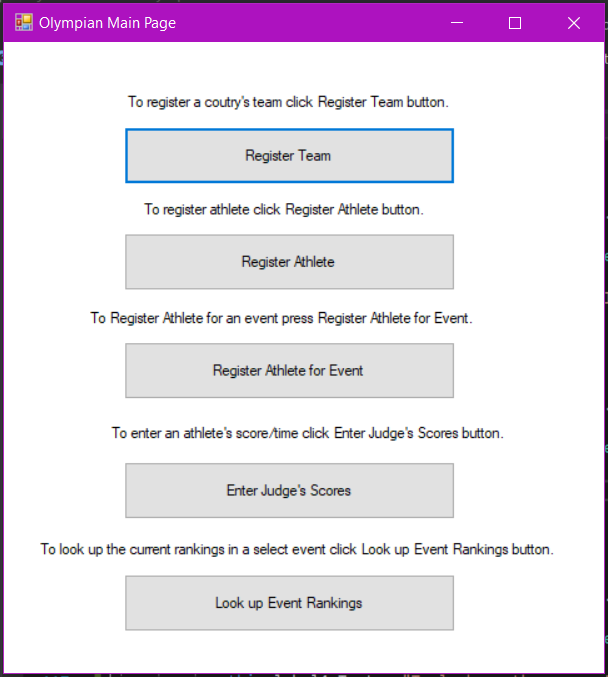 Olympian Main Page
To register a coutry's team click Register Team button.
Register Team
To register athlete click Register Athlete button.
Register Athlete
To Register Athlete for an event press Register Athlete for Event.
Register Athlete for Event
To enter an athlete's score/time click Enter Judge's Scores button.
Enter Judge's Scores
To look up the current rankings in a select event click Look up Event Rankings button.
Look up Event Rankings